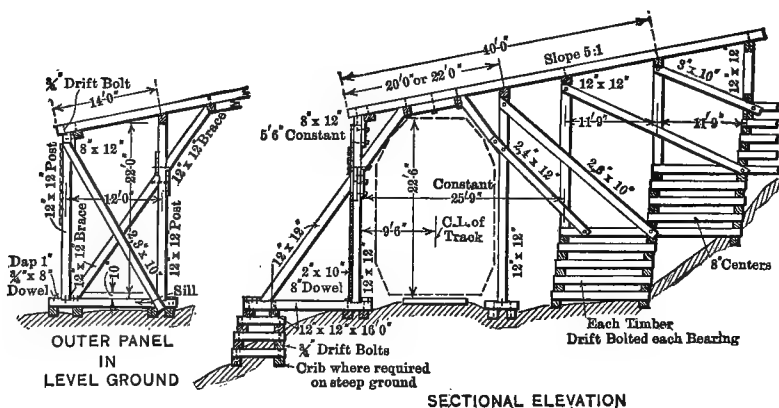 ¾" Drift Bolt
14'0"
8" x 12"
12" x 12" Post
22'-0"
12" x 12" Brace
12'0"
12" x 12" Brace
2,3" x 10"
12" x 12" Post
Dap 1"
¾" x 8"
Dowel
10"
Sill
OUTER PANEL
IN
LEVEL GROUND
40'-0"
20'0" or 22'0"
Slope 5:1
8" x 12"
5'6" Constant
12" x 12"
3" x 10"
12" x 12"
11'9"
11'9"
2,4" x 12"
2,8" x 10"
22'-6"
Constant
25'9"
9'6"
C.L. of
Track
12" x 12"
2" x 10"
8" Dowel
12" x 12"
12" x 12"
12" x 12" x 16'0"
¾" Drift Bolts
Crib where required
on steep ground
8" Centers
Each Timber
Drift Bolted each Bearing
SECTIONAL ELEVATION